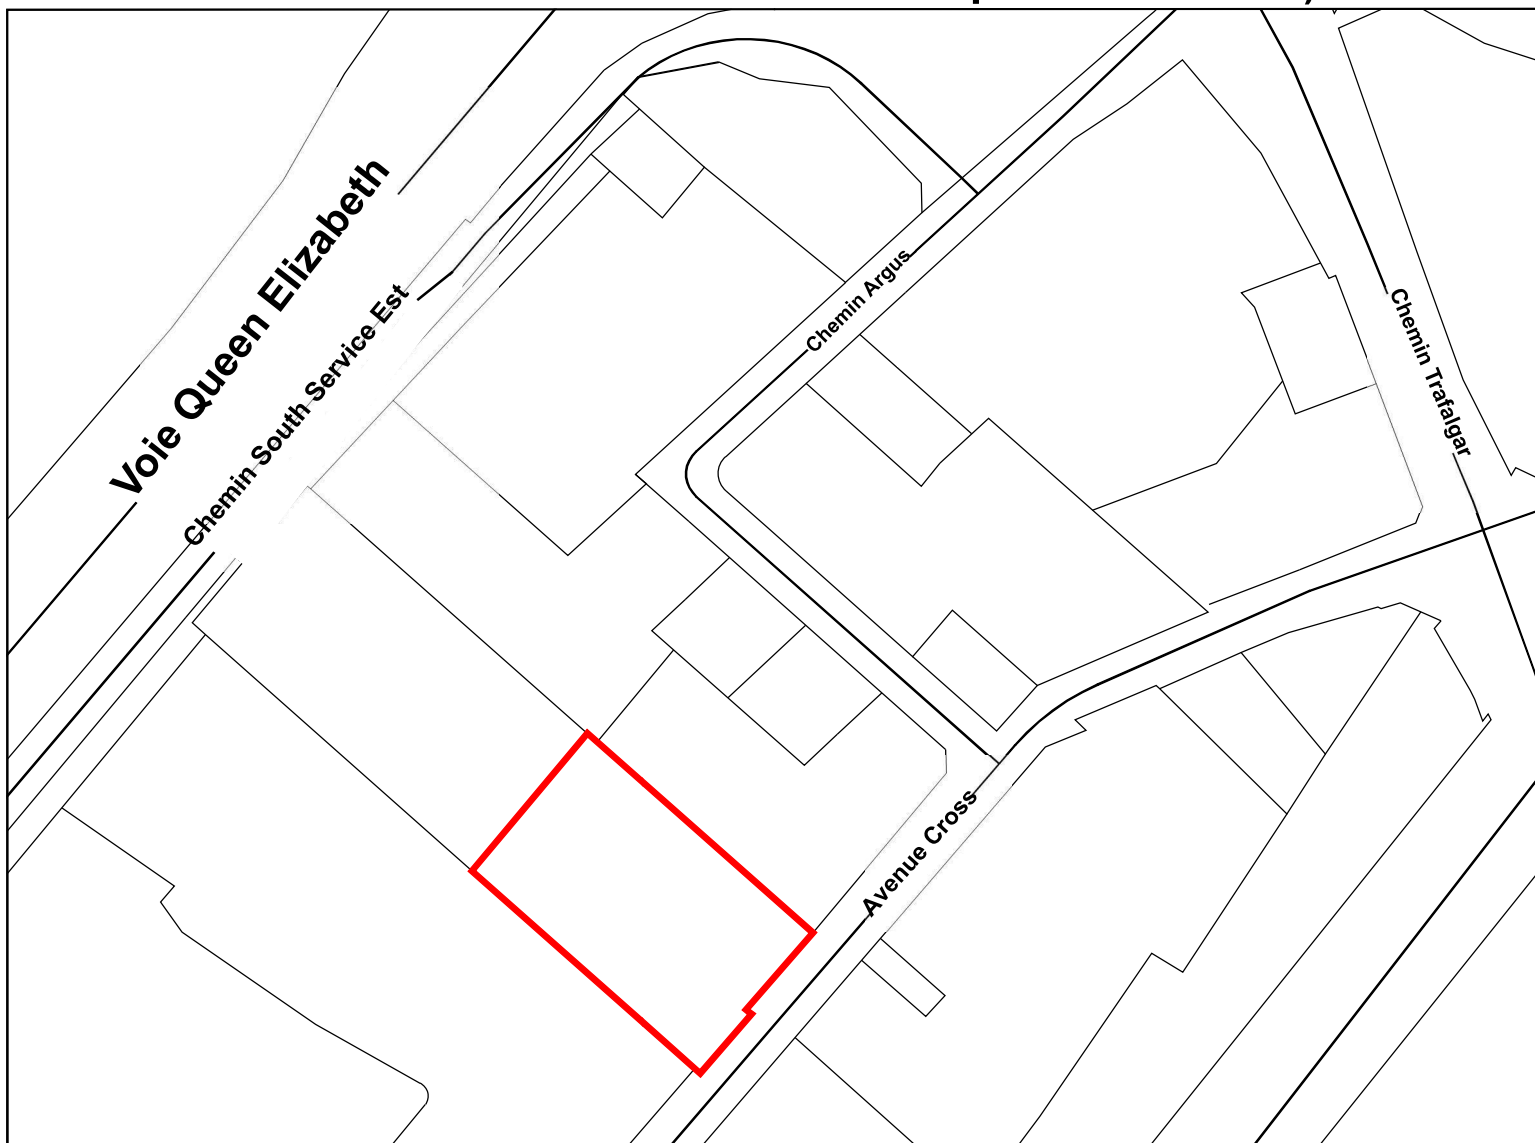 Voie Queen Elizabeth
Chemin South Service Est
Chemin Argus
Chemin Trafalgar
Avenue Cross